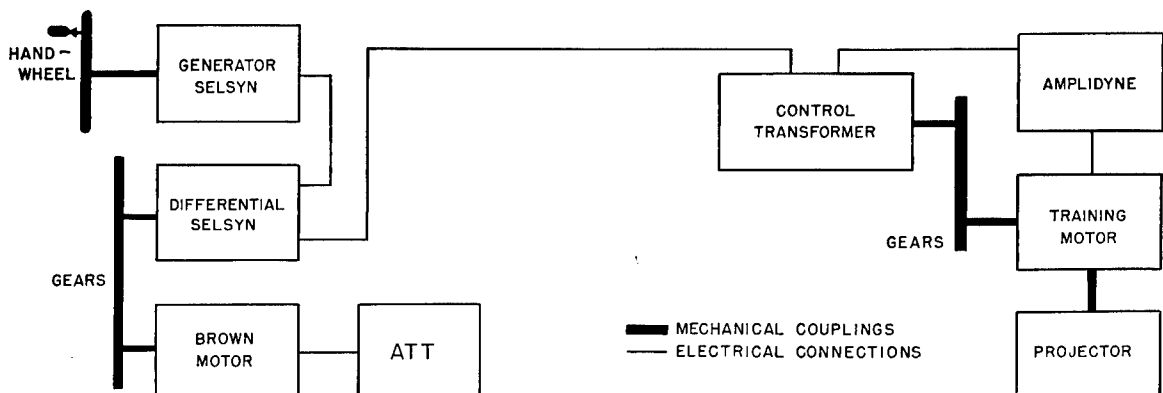 HAND-
WHEEL
GENERATOR
SELSYN
DIFFERENTIAL
SELSYN
GEARS
BROWN
MOTOR
ATT
CONTROL
TRANSFORMER
AMPLIDYNE
GEARS
TRAINING
MOTOR
PROJECTOR
MECHANICAL COUPLINGS
ELECTRICAL CONNECTIONS